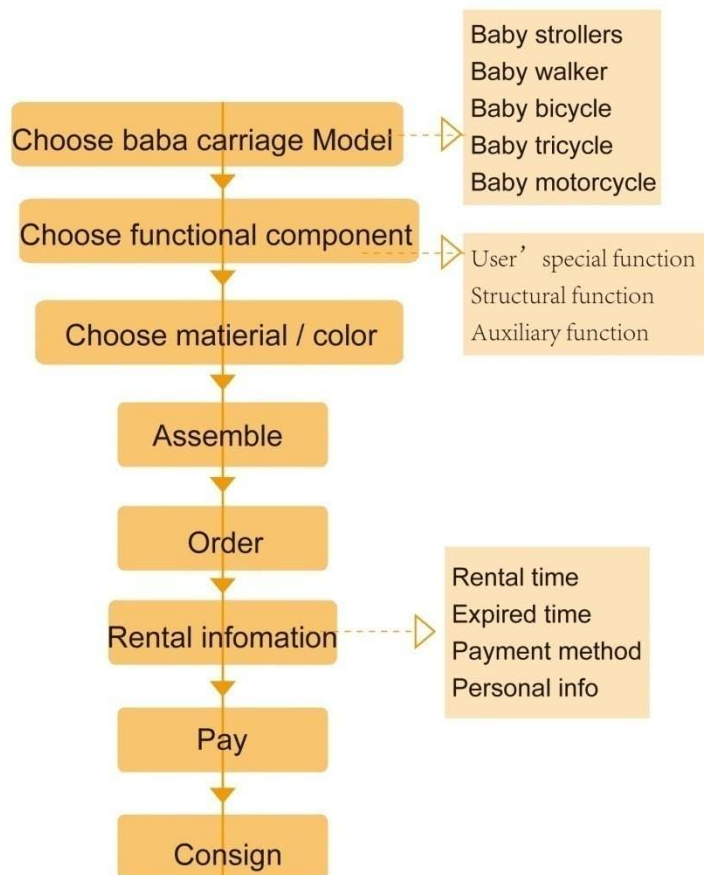 Choose baba carriage Model
Baby strollers
Baby walker
Baby bicycle
Baby tricycle
Baby motorcycle
Choose functional component
User’ special function
Structural function
Auxiliary function
Choose matierial / color
Assemble
Order
Rental infomation
Rental time
Expired time
Payment method
Personal info
Pay
Consign